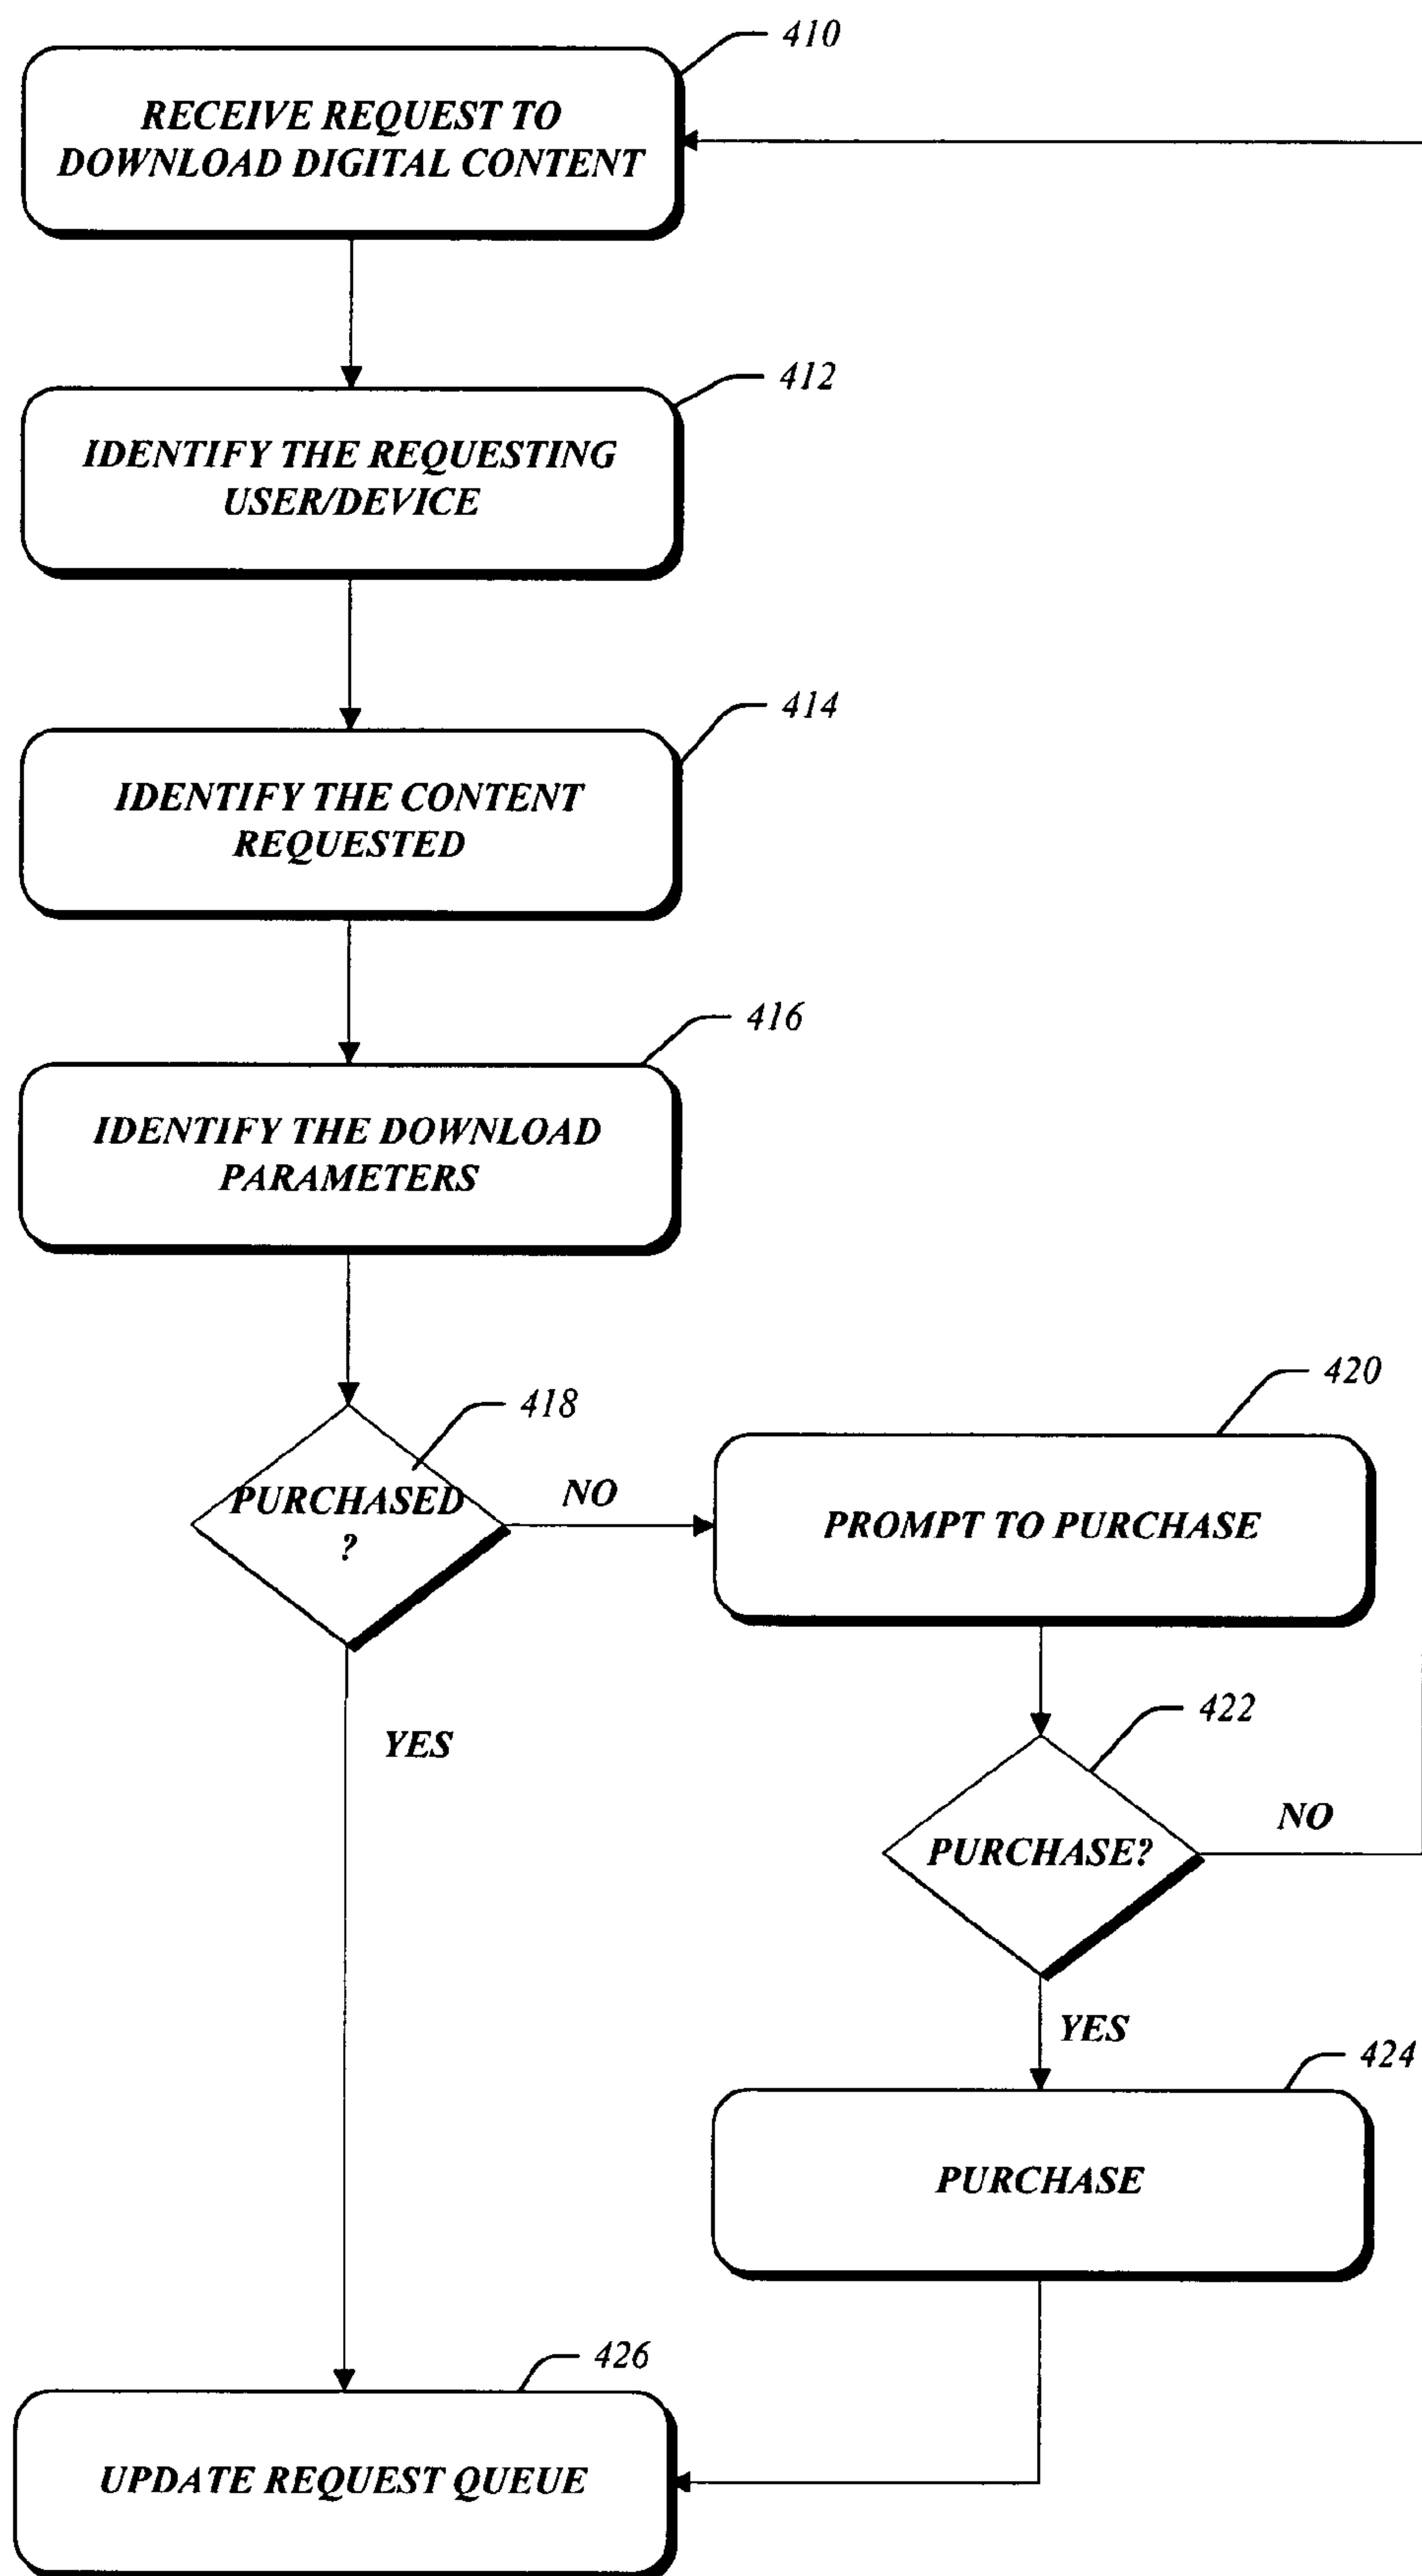 410
RECEIVE REQUEST TO
DOWNLOAD DIGITAL CONTENT
412
IDENTIFY THE REQUESTING
USER/DEVICE
414
IDENTIFY THE CONTENT
REQUESTED
416
IDENTIFY THE DOWNLOAD
PARAMETERS
418
PURCHASED
?
NO
420
PROMPT TO PURCHASE
YES
422
PURCHASE?
NO
YES
424
PURCHASE
426
UPDATE REQUEST QUEUE